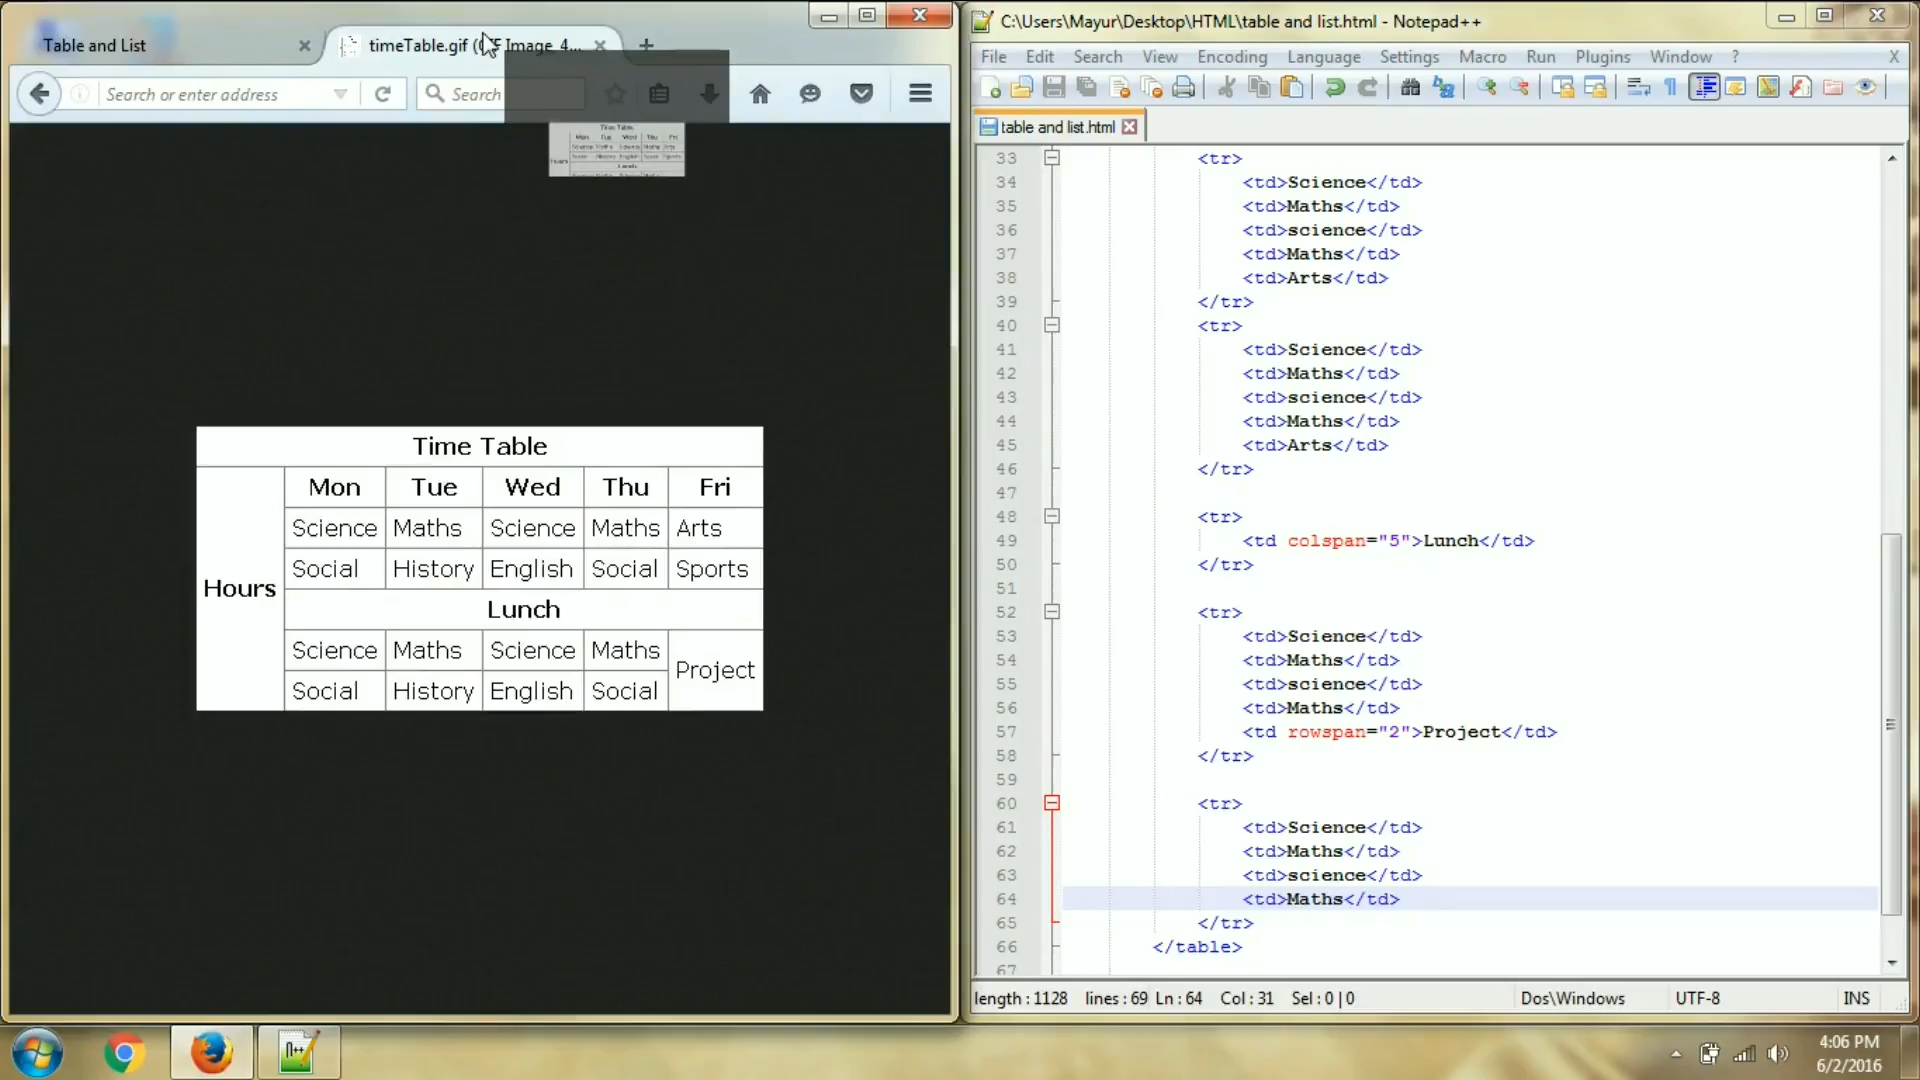 Table and List
timeTable.gif (GIF Image, 4...
Search or enter address
Search
Time Table
Mon Tue Wed Thu Fri
Science Maths Science Maths Arts
Social History English Social Sports
Hours
Lunch
Science Maths Science Maths
Project
Social History English Social
C:\Users\Mayur\Desktop\HTML\table and list.html - Notepad++
File Edit Search View Encoding Language Settings Macro Run Plugins Window ? X
table and list.html
33 <tr>
34 <td>Science</td>
35 <td>Maths</td>
36 <td>science</td>
37 <td>Maths</td>
38 <td>Arts</td>
39 </tr>
40 <tr>
41 <td>Science</td>
42 <td>Maths</td>
43 <td>science</td>
44 <td>Maths</td>
45 <td>Arts</td>
46 </tr>
47
48 <tr>
49 <td colspan="5">Lunch</td>
50 </tr>
51
52 <tr>
53 <td>Science</td>
54 <td>Maths</td>
55 <td>science</td>
56 <td>Maths</td>
57 <td rowspan="2">Project</td>
58 </tr>
59
60 <tr>
61 <td>Science</td>
62 <td>Maths</td>
63 <td>science</td>
64 <td>Maths</td>
65 </tr>
66 </table>
67
length : 1128 lines : 69 Ln : 64 Col : 31 Sel : 0 | 0 Dos\Windows UTF-8 INS
4:06 PM
6/2/2016